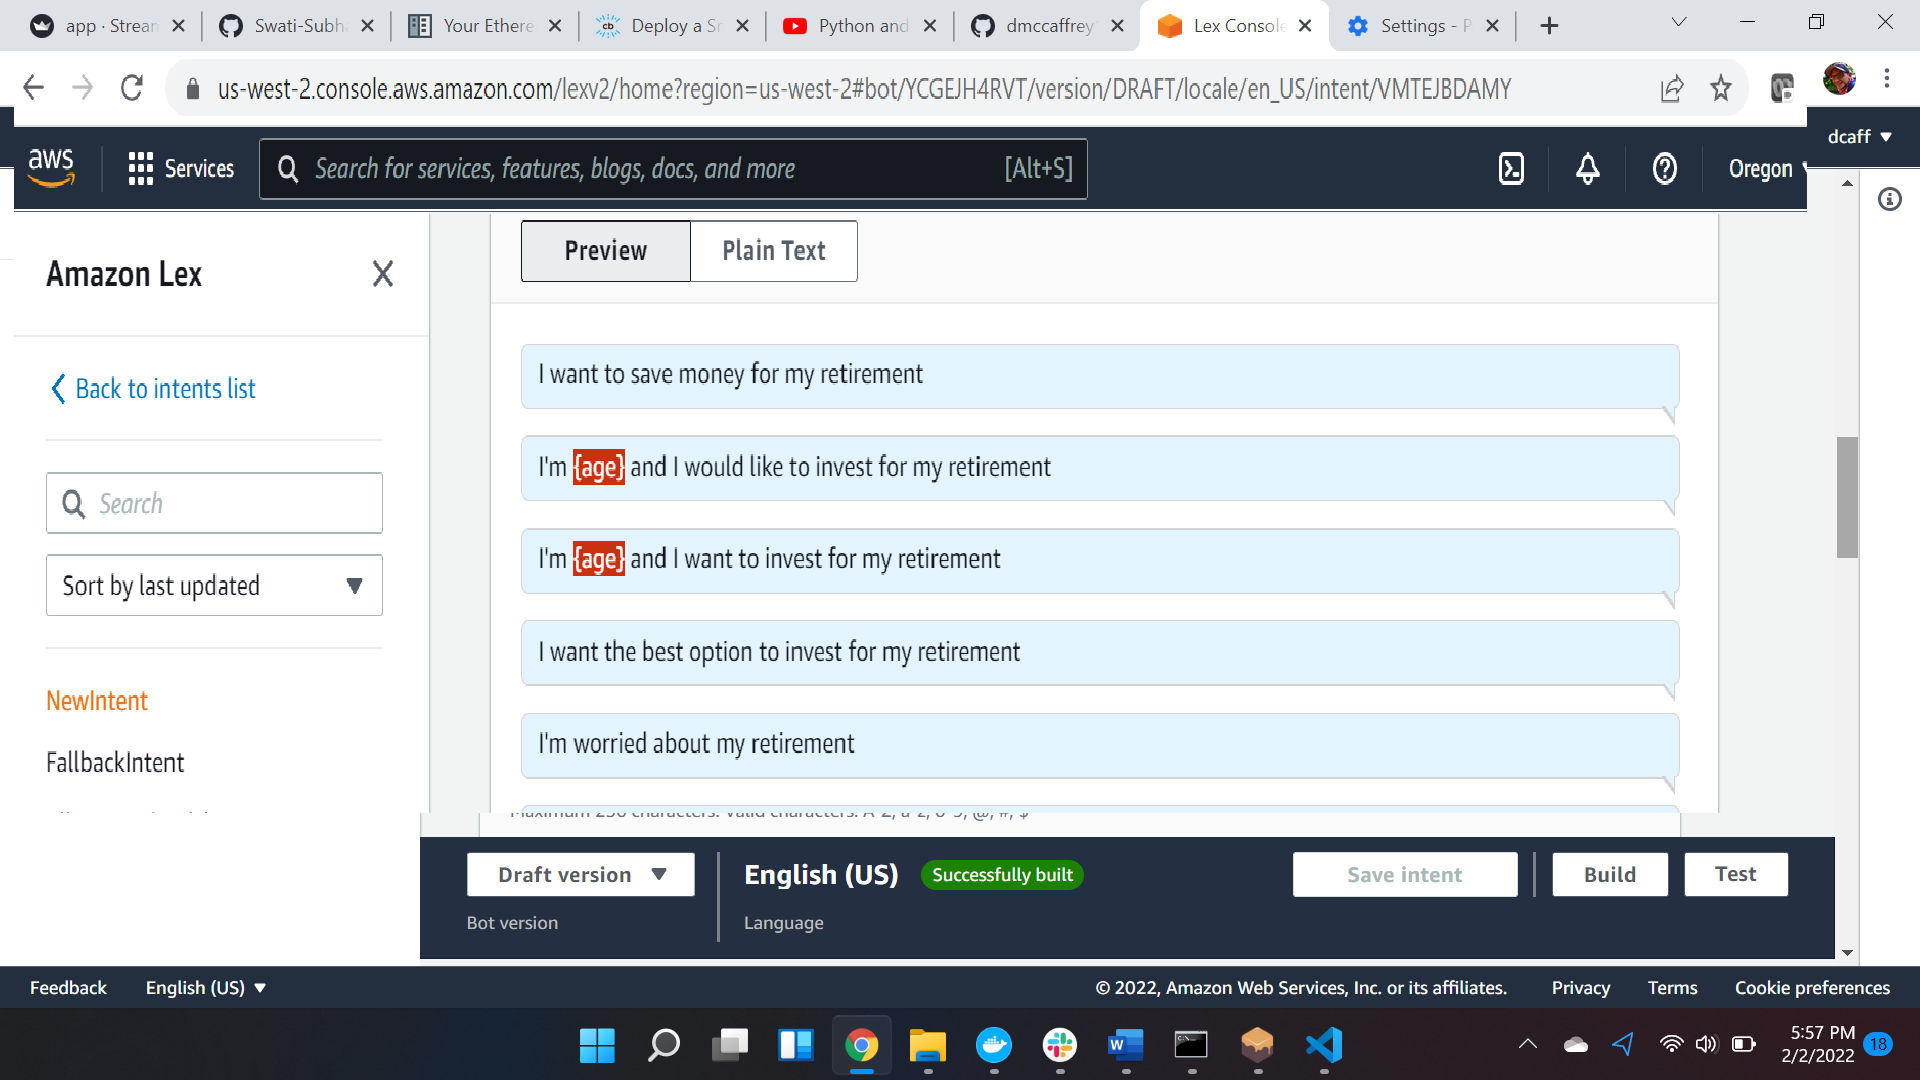 app · Strean
Swati-Subh
Your Ethere
Deploy a Sr
Python and
dmccaffrey
Lex Console
Settings - P
us-west-2.console.aws.amazon.com/lexv2/home?region=us-west-2#bot/YCGEJH4RVT/version/DRAFT/locale/en_US/intent/VMTEJBDAMY
dcaff
aws
Services
Search for services, features, blogs, docs, and more
[Alt+S]
Oregon
Amazon Lex
Back to intents list
Search
Sort by last updated
NewIntent
FallbackIntent
Preview
Plain Text
I want to save money for my retirement
I'm {age} and I would like to invest for my retirement
I'm {age} and I want to invest for my retirement
I want the best option to invest for my retirement
I'm worried about my retirement
Draft version
Bot version
English (US)
Successfully built
Language
Save intent
Build
Test
Feedback
English (US)
© 2022, Amazon Web Services, Inc. or its affiliates.
Privacy
Terms
Cookie preferences
5:57 PM
2/2/2022
18